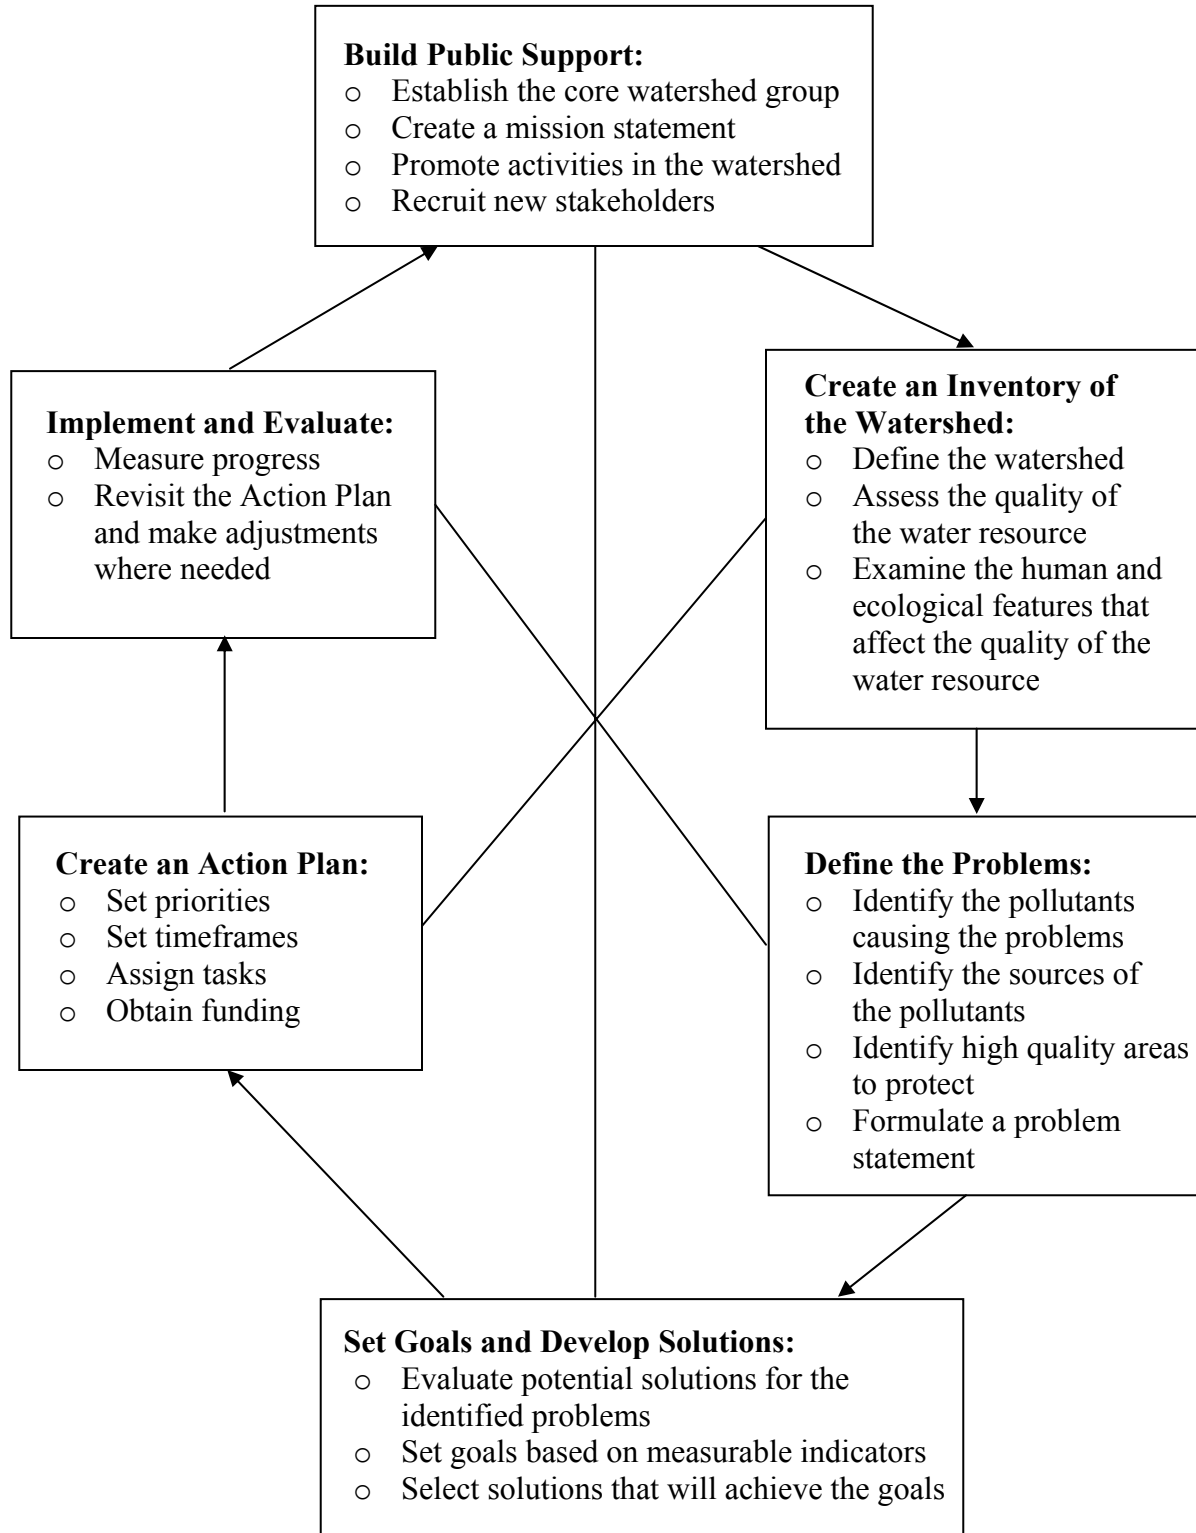 Build Public Support:
o Establish the core watershed group
o Create a mission statement
o Promote activities in the watershed
o Recruit new stakeholders
Create an Inventory of
the Watershed:
o Define the watershed
o Assess the quality of
the water resource
o Examine the human and
ecological features that
affect the quality of the
water resource
Define the Problems:
o Identify the pollutants
causing the problems
o Identify the sources of
the pollutants
o Identify high quality areas
to protect
o Formulate a problem
statement
Set Goals and Develop Solutions:
o Evaluate potential solutions for the
identified problems
o Set goals based on measurable indicators
o Select solutions that will achieve the goals
Create an Action Plan:
o Set priorities
o Set timeframes
o Assign tasks
o Obtain funding
Implement and Evaluate:
o Measure progress
o Revisit the Action Plan
and make adjustments
where needed